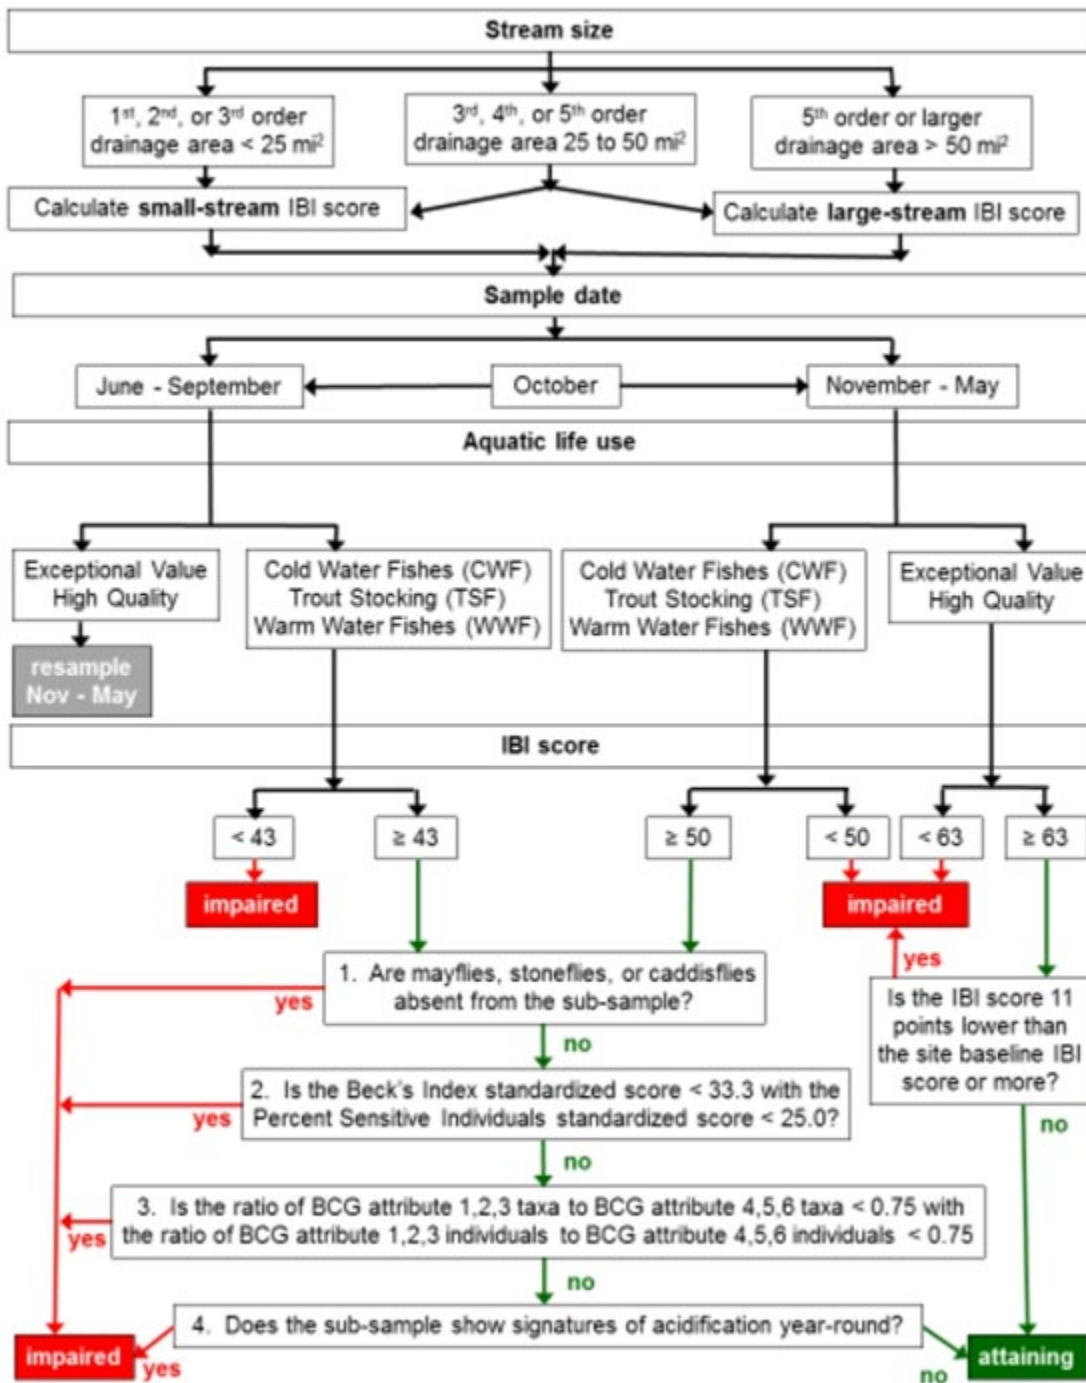 Stream size
1st, 2nd, or 3rd order
drainage area < 25 mi²
3rd, 4th, or 5th order
drainage area 25 to 50 mi²
5th order or larger
drainage area > 50 mi²
Calculate small-stream IBI score
Calculate large-stream IBI score
Sample date
June - September
October
November - May
Aquatic life use
Exceptional Value
High Quality
Cold Water Fishes (CWF)
Trout Stocking (TSF)
Warm Water Fishes (WWF)
Cold Water Fishes (CWF)
Trout Stocking (TSF)
Warm Water Fishes (WWF)
Exceptional Value
High Quality
resample
Nov - May
IBI score
< 43
≥ 43
≥ 50
< 50
< 63
≥ 63
impaired
impaired
1. Are mayflies, stoneflies, or caddisflies
absent from the sub-sample?
yes
no
yes
Is the IBI score 11
points lower than
the site baseline IBI
score or more?
no
2. Is the Beck's Index standardized score < 33.3 with the
Percent Sensitive Individuals standardized score < 25.0?
yes
no
3. Is the ratio of BCG attribute 1,2,3 taxa to BCG attribute 4,5,6 taxa < 0.75 with
the ratio of BCG attribute 1,2,3 individuals to BCG attribute 4,5,6 individuals < 0.75
yes
no
4. Does the sub-sample show signatures of acidification year-round?
impaired
yes
no
attaining